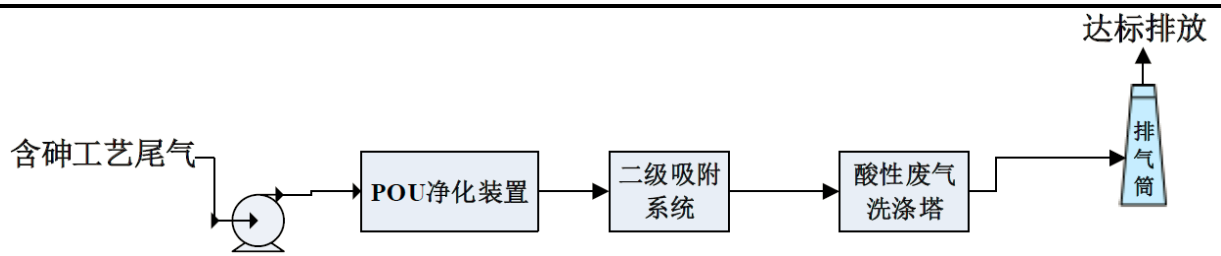 达标排放
含砷工艺尾气
POU净化装置
二级吸附
系统
酸性废气
洗涤塔
排
气
筒